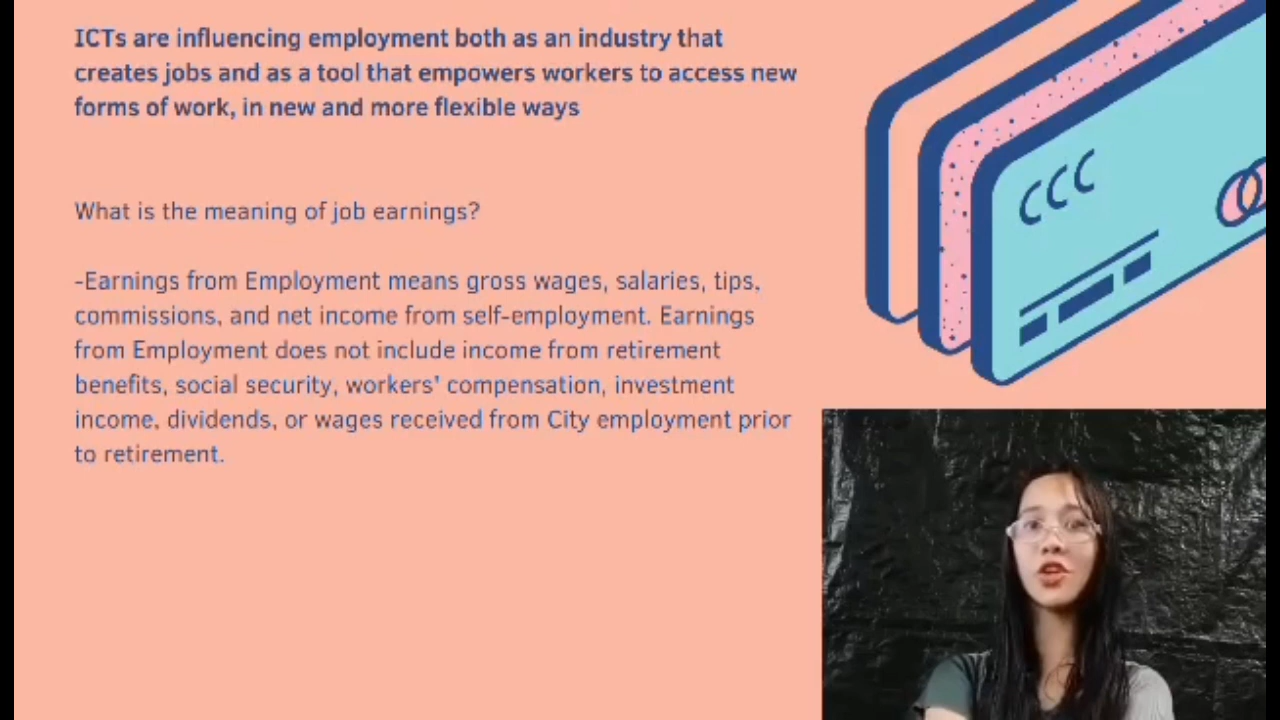 ICTs are influencing employment both as an industry that
creates jobs and as a tool that empowers workers to access new
forms of work, in new and more flexible ways
What is the meaning of job earnings?
-Earnings from Employment means gross wages, salaries, tips,
commissions, and net income from self-employment. Earnings
from Employment does not include income from retirement
benefits, social security, workers' compensation, investment
income, dividends, or wages received from City employment prior
to retirement.
CCC